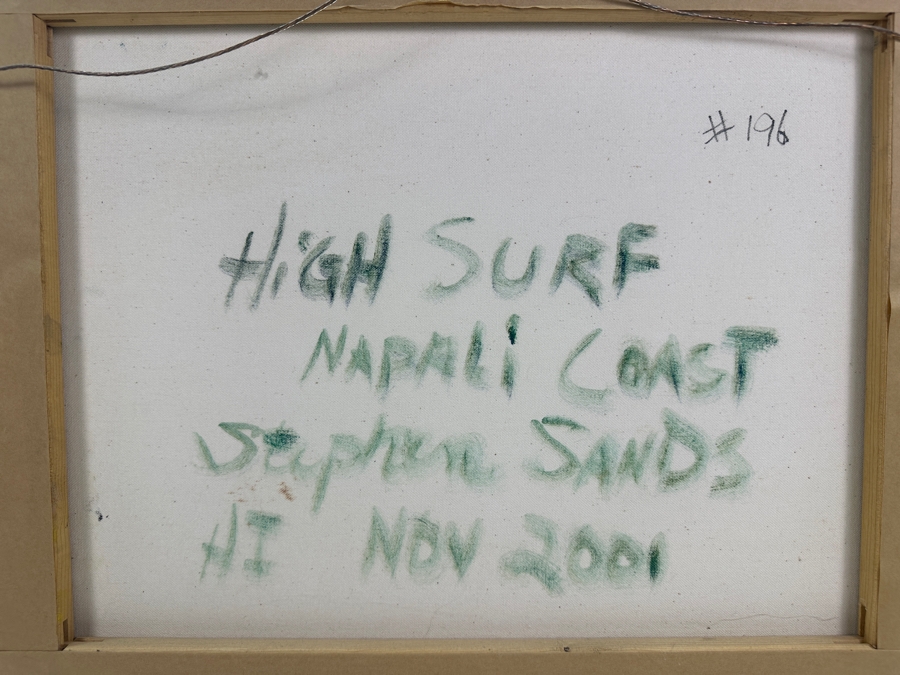 #196
HiGH SURF
NAPALi COAST
Stephen SANDS
HI NOV 2001